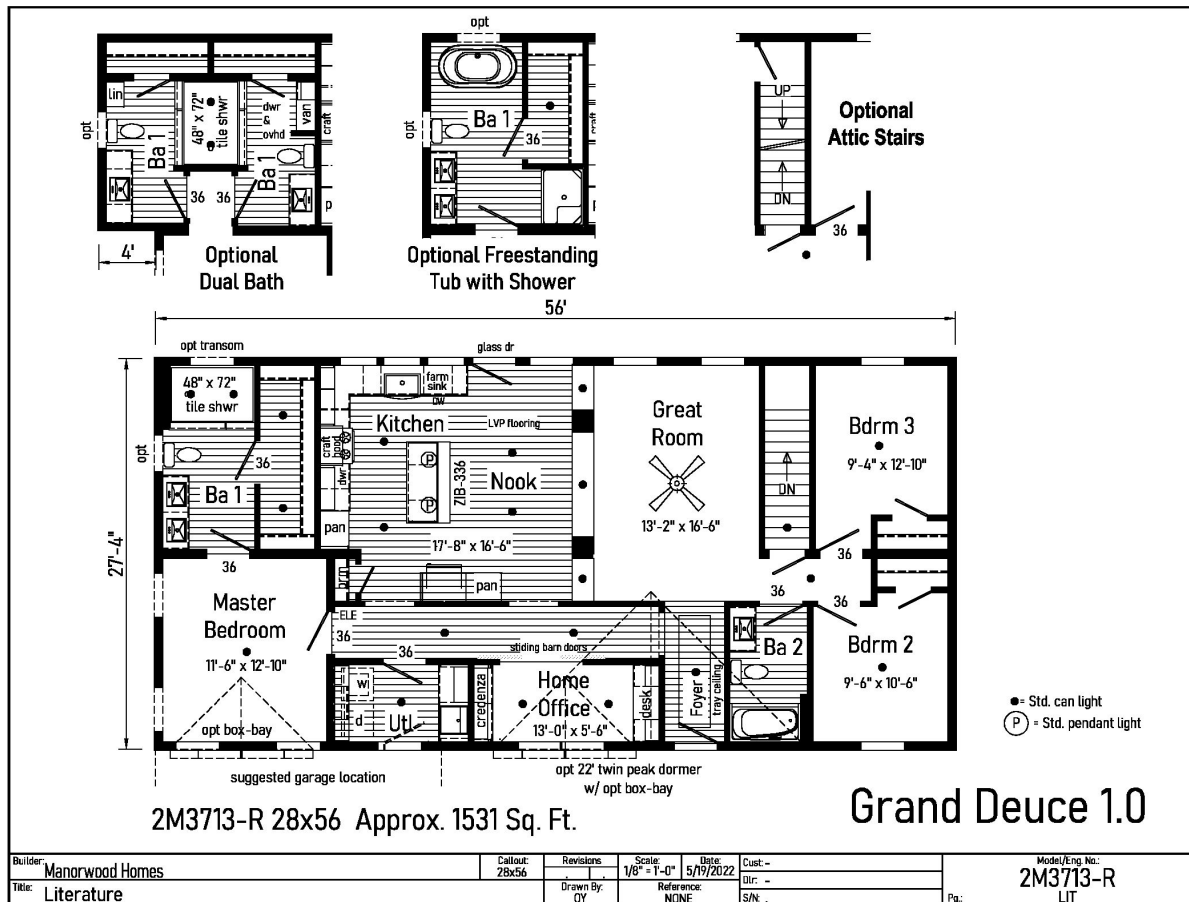 opt
lin
48" x 72"
tile shwr
dwr
&
ovhd
van
craft
opt
Ba 1
Ba 1
36
36
4'
Optional
Dual Bath
opt
Ba 1
36
craft
Optional Freestanding
Tub with Shower
UP
DN
36
Optional
Attic Stairs
56'
27'-4"
opt transom
48" x 72"
tile shwr
opt
36
Ba 1
36
glass dr
farm
sink
DW
Kitchen
LVP flooring
craft
hood
dwr
P
P
ZIB-336
Nook
pan
17'-8" x 16'-6"
pan
Great
Room
13'-2" x 16'-6"
DN
Bdrm 3
9'-4" x 12'-10"
36
36
36
Master
Bedroom
11'-6" x 12'-10"
opt box-bay
ELE
36
36
sliding barn doors
w
d
Utl
credenza
Home
Office
13'-0" x 5'-6"
desk
Foyer
tray ceiling
Ba 2
Bdrm 2
9'-6" x 10'-6"
= Std. can light
P = Std. pendant light
suggested garage location
opt 22' twin peak dormer
w/ opt box-bay
2M3713-R 28x56 Approx. 1531 Sq. Ft.
Grand Deuce 1.0
Builder: Manorwood Homes
Callout: 28x56
Revisions
Scale: 1/8" = 1'-0"
Date: 5/19/2022
Cust: -
Dlr: -
S/N: .
Model/Eng. No.:
2M3713-R
Title: Literature
Drawn By: OY
Reference: NONE
Pg.: LIT